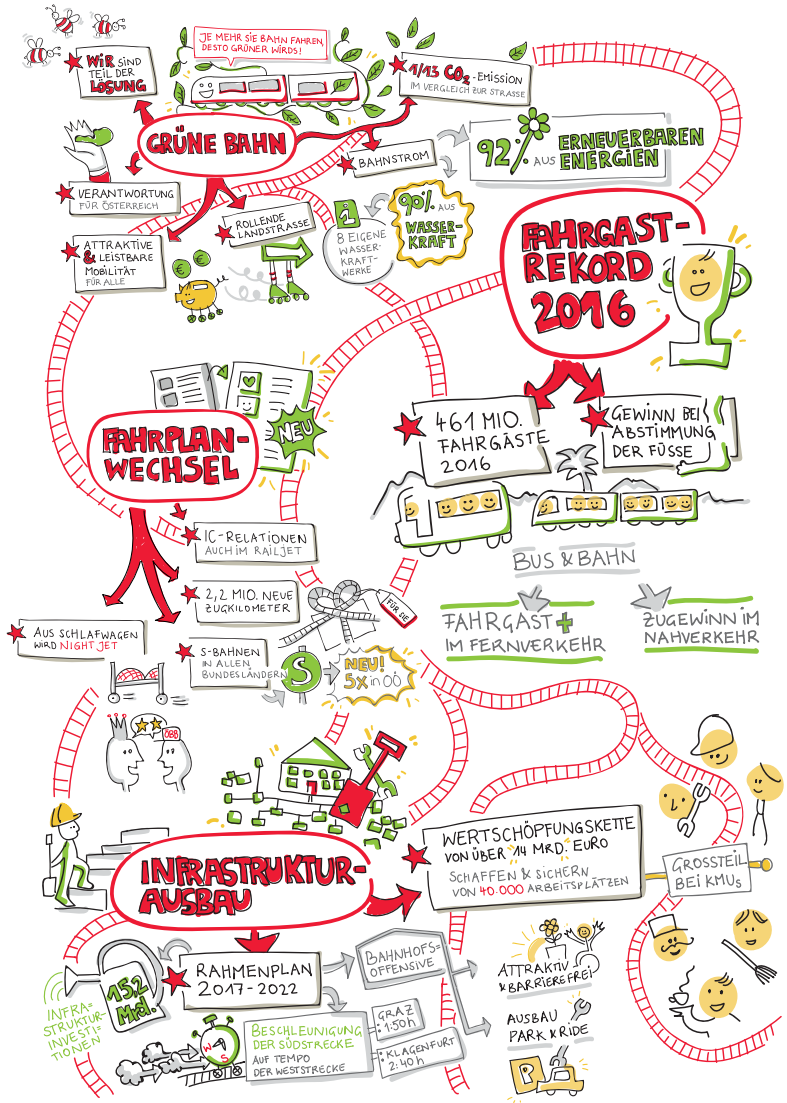 JE MEHR SIE BAHN FAHREN,
DESTO GRÜNER WIRDS!
WIR SIND
TEIL DER
LÖSUNG
1/13 CO2-EMISSION
IM VERGLEICH ZUR STRASSE
GRÜNE BAHN
BAHNSTROM
92% AUS ERNEUERBAREN
ENERGIEN
VERANTWORTUNG
FÜR ÖSTERREICH
ATTRAKTIVE
& LEISTBARE
MOBILITÄT
FÜR ALLE
ROLLENDE
LANDSTRASSE
€ €
8 EIGENE
WASSER-
KRAFT-
WERKE
90% AUS
WASSER-
KRAFT
FAHRGAST-
REKORD
2016
461 MIO.
FAHRGÄSTE
2016
GEWINN BEI
ABSTIMMUNG
DER FÜSSE
BUS & BAHN
FAHRGAST +
IM FERNVERKEHR
ZUGEWINN IM
NAHVERKEHR
NEU
FAHRPLAN-
WECHSEL
IC-RELATIONEN
AUCH IM RAILJET
2,2 MIO. NEUE
ZUGKILOMETER
FÜR SIE
AUS SCHLAFWAGEN
WIRD NIGHTJET
S-BAHNEN
IN ALLEN
BUNDESLÄNDERN
S
NEU!
5x in OÖ
ÖBB
INFRASTRUKTUR-
AUSBAU
WERTSCHÖPFUNGSKETTE
VON ÜBER 14 MRD. EURO
SCHAFFEN & SICHERN
VON 40.000 ARBEITSPLÄTZEN
GROSSTEIL
BEI KMUs
15,2
Mrd.
INFRA-
STRUKTUR-
INVESTI-
TIONEN
RAHMENPLAN
2017-2022
BAHNHOFS=
OFFENSIVE
ATTRAKTIV
& BARRIEREFREI
AUSBAU
PARK & RIDE
P
W
S
BESCHLEUNIGUNG
DER SÜDSTRECKE
AUF TEMPO
DER WESTSTRECKE
GRAZ
1:50h
KLAGENFURT
2:40h